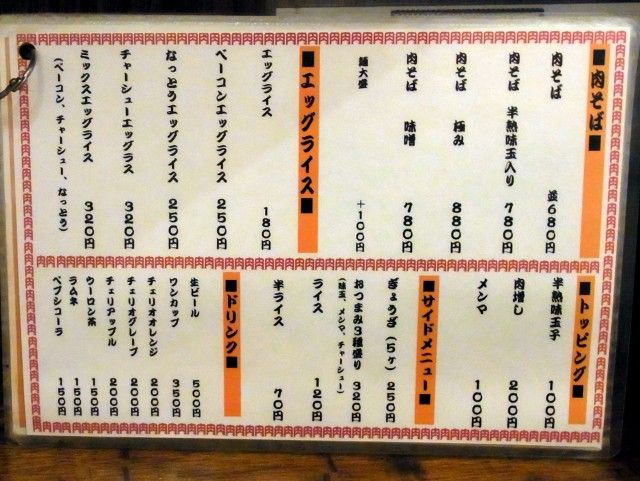 ■肉そば■
肉そば 並680円
肉そば 半熟味玉入り 780円
肉そば 極み 880円
肉そば 味噌 780円
麺大盛 +100円
■エッグライス■
エッグライス 180円
ベーコンエッグライス 250円
なっとうエッグライス 250円
チャーシューエッグラス 320円
ミックスエッグライス 320円
(ベーコン、チャーシュー、なっとう)
■トッピング■
半熟味玉子 100円
肉増し 200円
メンマ 100円
■サイドメニュー■
ぎょうざ(5ヶ) 250円
おつまみ3種盛り 320円
(味玉、メンマ、チャーシュー)
ライス 120円
半ライス 70円
■ドリンク■
生ビール 500円
ワンカップ 350円
チェリオオレンジ 200円
チェリオグレープ 200円
チェリアップル 200円
ウーロン茶 150円
ラムネ 150円
ペプシコーラ 150円